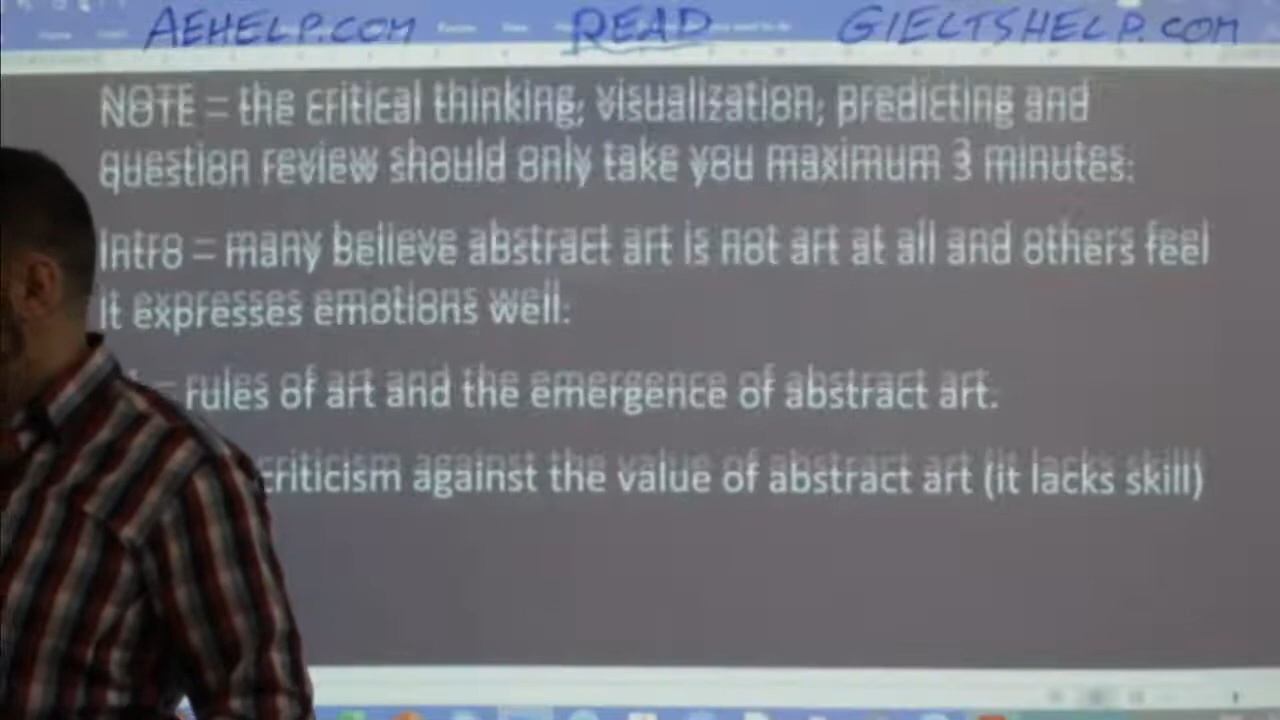 AEHELP.COM READ GIELTSHELP.COM
NOTE – the critical thinking, visualization, predicting and
question review should only take you maximum 3 minutes.
Intro – many believe abstract art is not art at all and others feel
it expresses emotions well.
– rules of art and the emergence of abstract art.
criticism against the value of abstract art (it lacks skill)